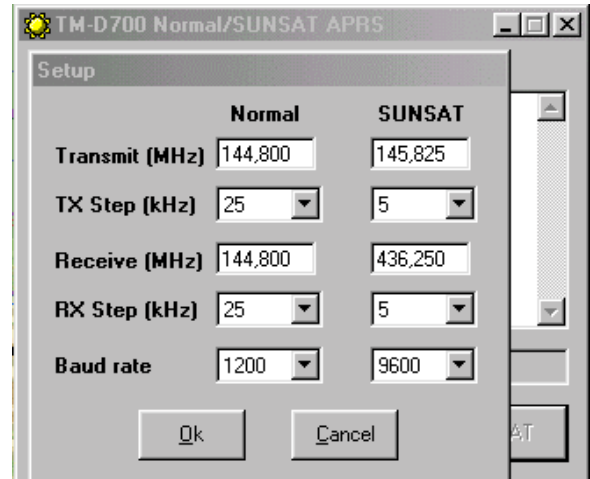 TM-D700 Normal/SUNSAT APRS
Setup
Normal SUNSAT
Transmit (MHz) 144,800 145,825
TX Step (kHz) 25 5
Receive (MHz) 144,800 436,250
RX Step (kHz) 25 5
Baud rate 1200 9600
Ok Cancel AT